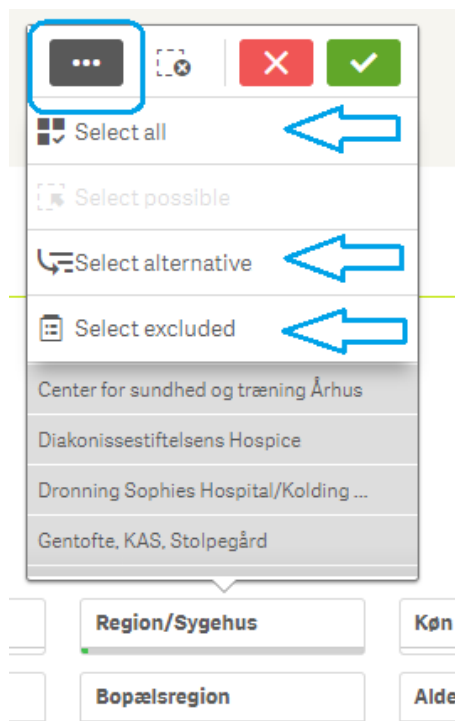 Select all
Select possible
Select alternative
Select excluded
Center for sundhed og træning Århus
Diakonissestiftelsens Hospice
Dronning Sophies Hospital/Kolding ...
Gentofte, KAS, Stolpegård
Region/Sygehus
Køn
Bopælsregion
Alde